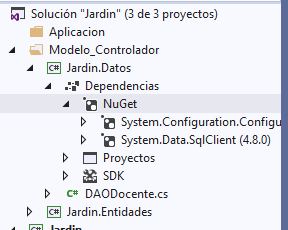 Solución "Jardin" (3 de 3 proyectos)
Aplicacion
Modelo_Controlador
C# Jardin.Datos
Dependencias
NuGet
System.Configuration.Configu
System.Data.SqlClient (4.8.0)
Proyectos
SDK
C# DAODocente.cs
C# Jardin.Entidades
Jardin